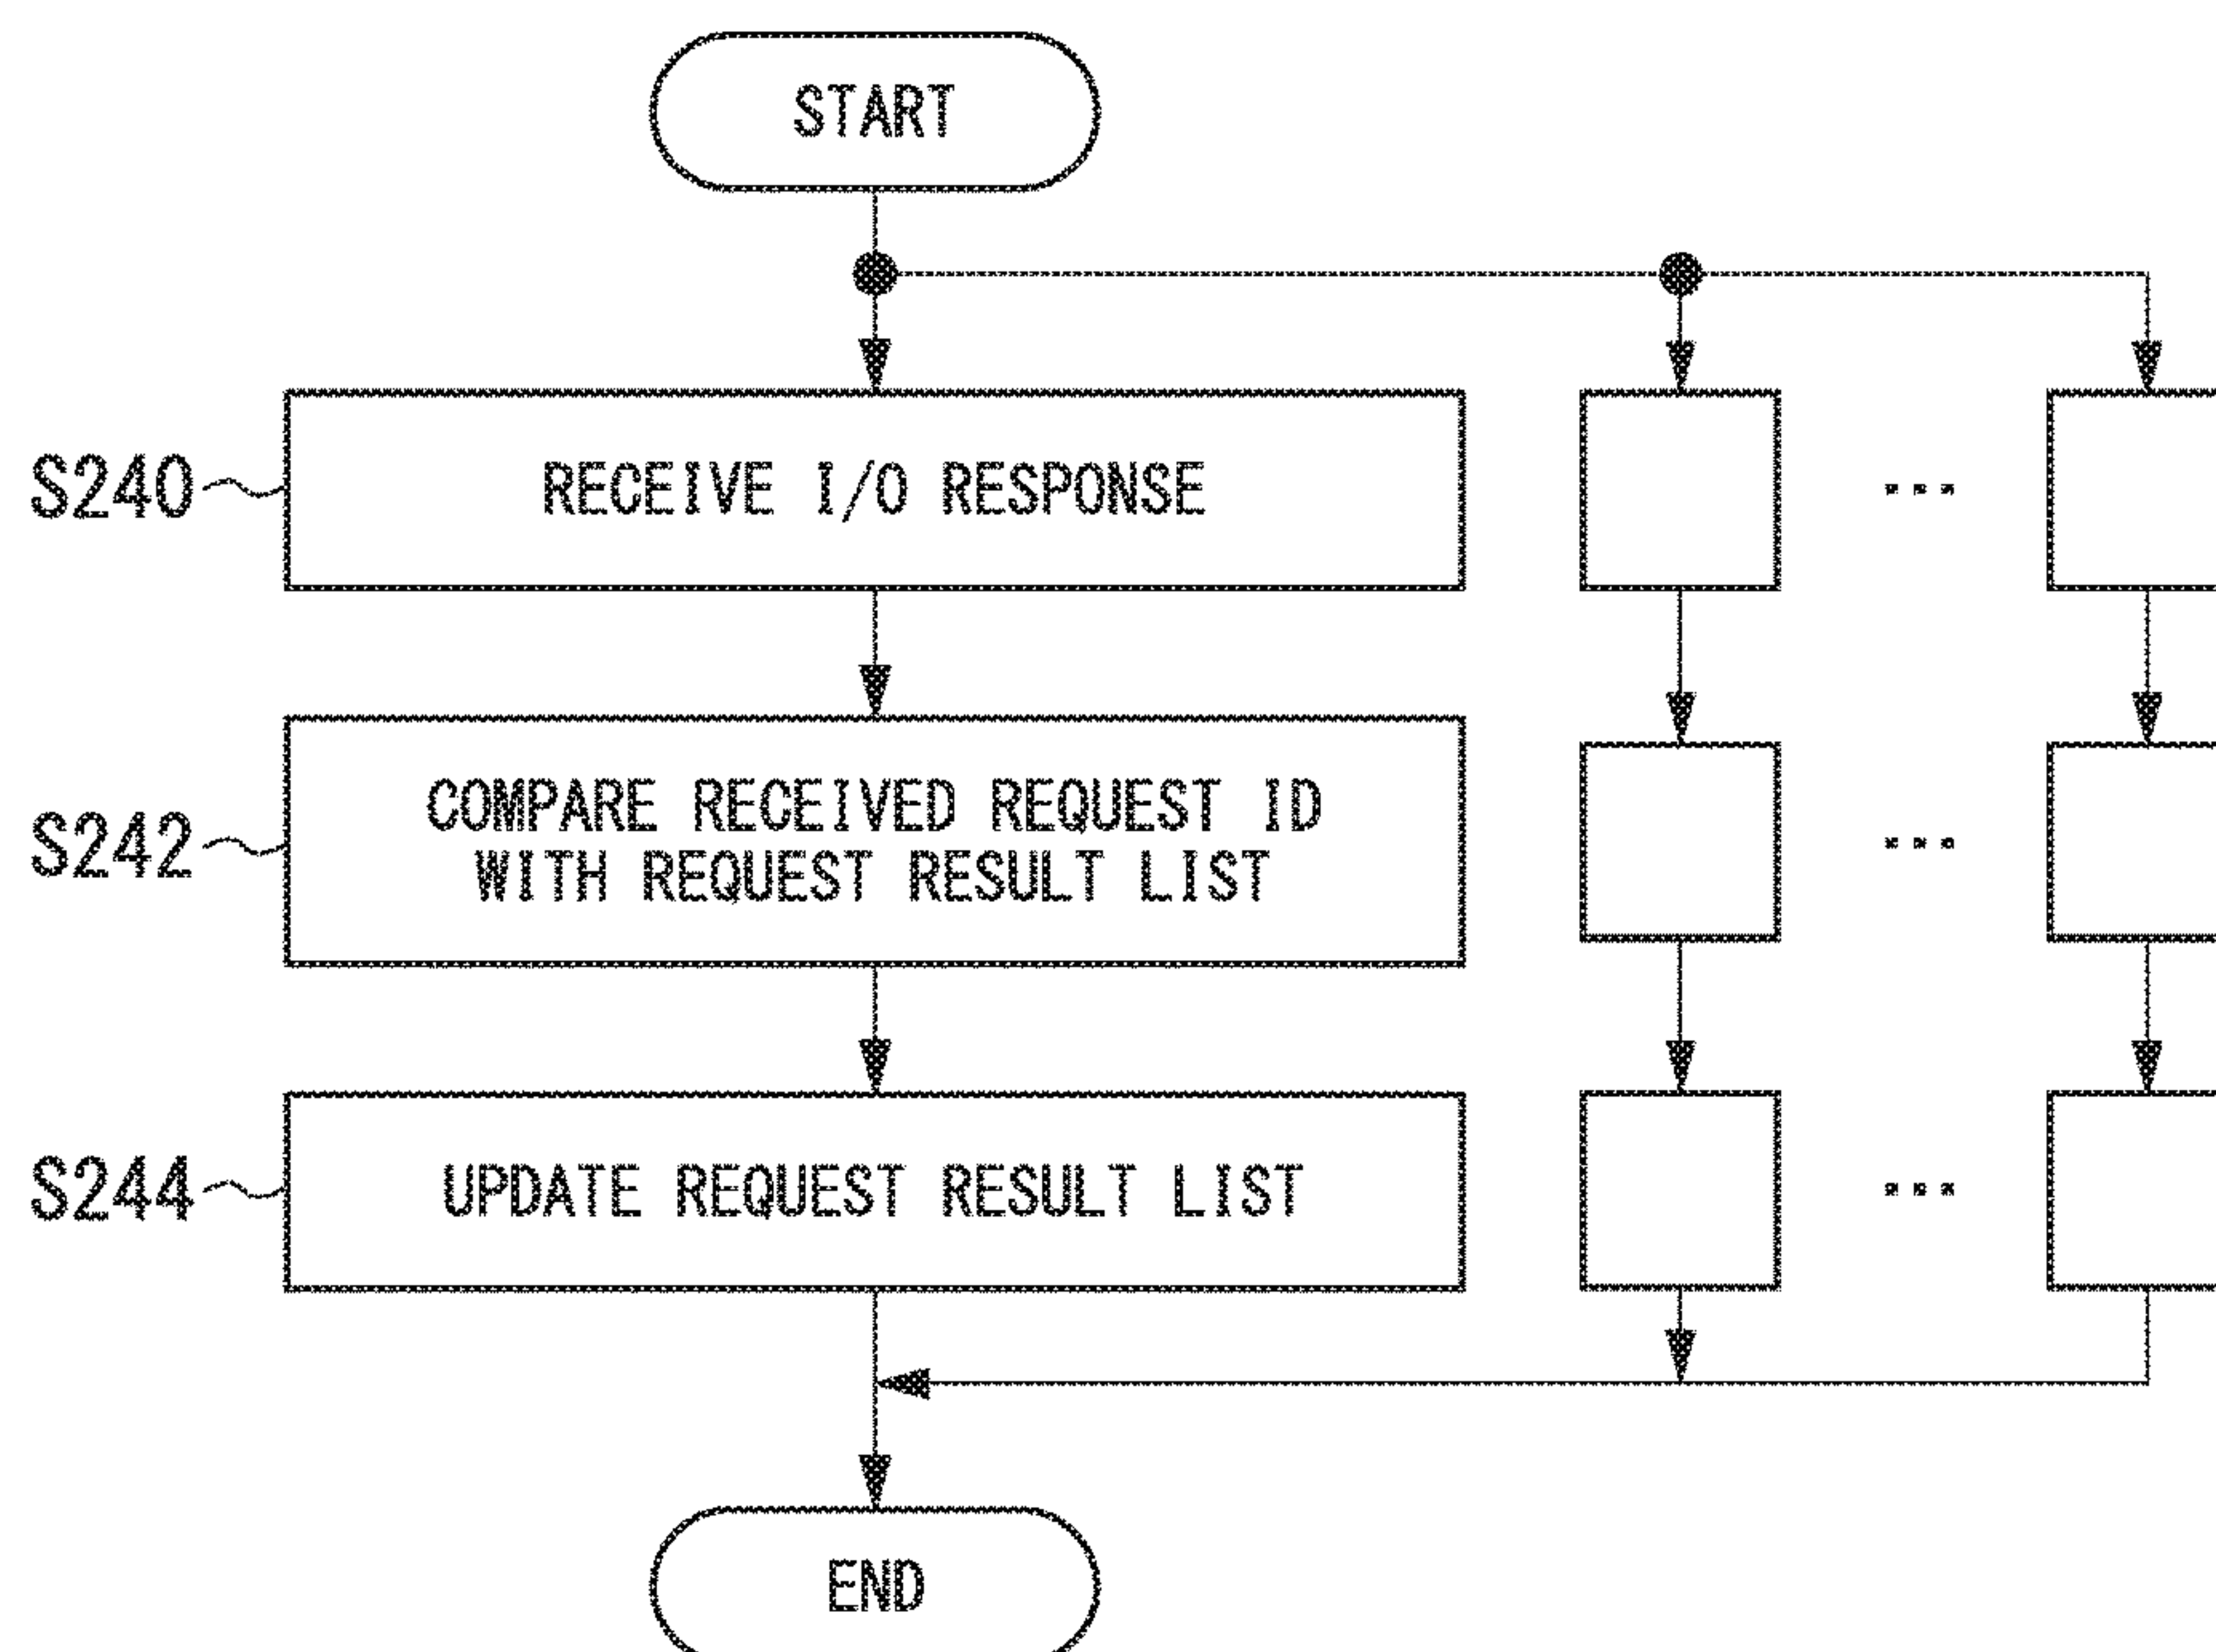 START
S240
RECEIVE I/O RESPONSE
...
S242
COMPARE RECEIVED REQUEST ID
WITH REQUEST RESULT LIST
...
S244
UPDATE REQUEST RESULT LIST
...
END